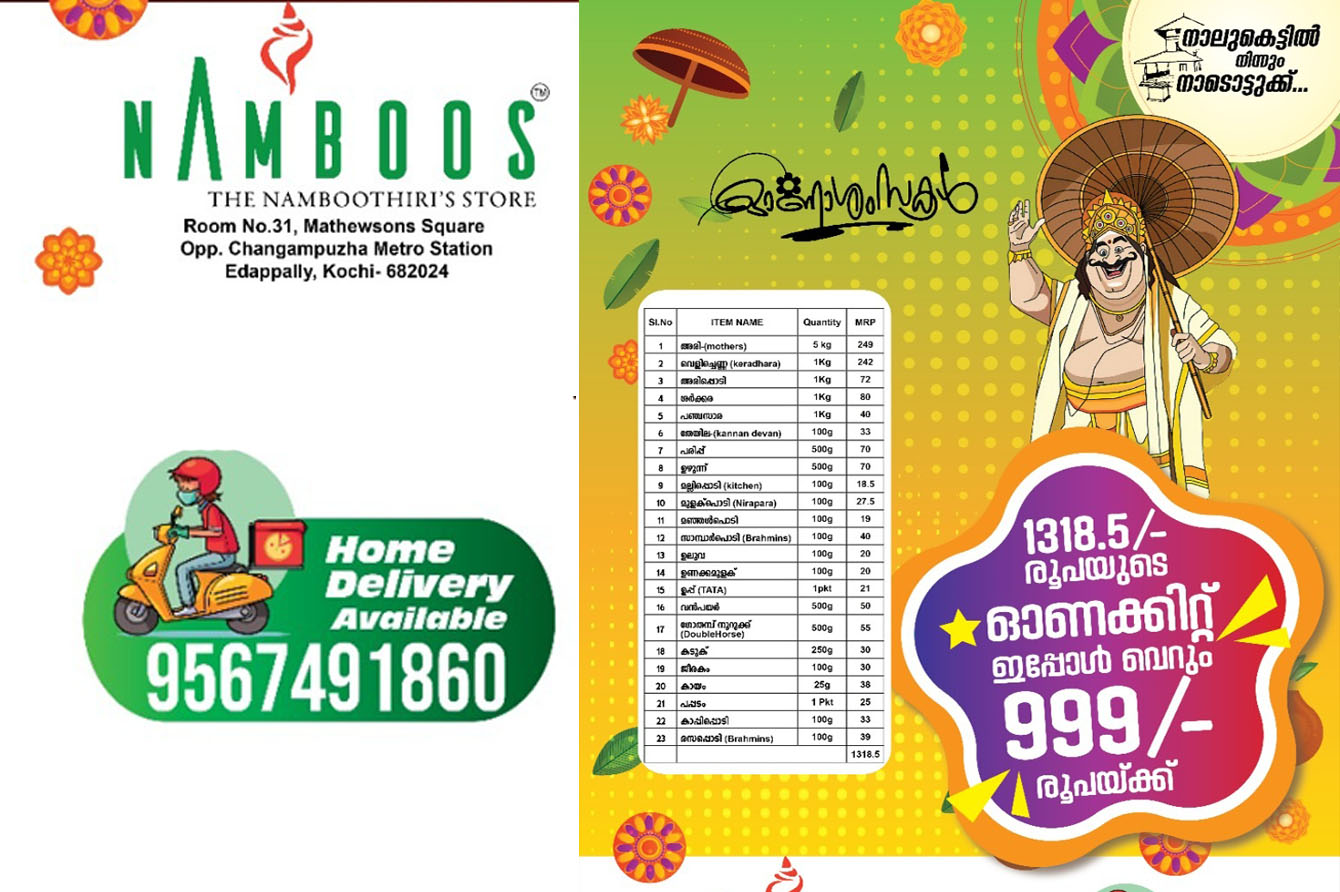 NAMBOOS
TM
THE NAMBOOTHIRI'S STORE
Room No.31, Mathewsons Square
Opp. Changampuzha Metro Station
Edappally, Kochi- 682024
Home
Delivery
Available
9567491860
നാലുകെട്ടിൽ
നിന്നും
നാടൊട്ടുക്ക്...
ഓണാശംസകൾ
Sl.No ITEM NAME Quantity MRP
1 അരി-(mothers) 5 kg 249
2 വെളിച്ചെണ്ണ (keradhara) 1Kg 242
3 അരിപ്പൊടി 1Kg 72
4 ശർക്കര 1Kg 80
5 പഞ്ചസാര 1Kg 40
6 തേയില-(kannan devan) 100g 33
7 പരിപ്പ് 500g 70
8 ഉഴുന്ന് 500g 70
9 മല്ലിപ്പൊടി (kitchen) 100g 18.5
10 മുളക്പൊടി (Nirapara) 100g 27.5
11 മഞ്ഞൽപൊടി 100g 19
12 സാമ്പാർപൊടി (Brahmins) 100g 40
13 ഉലുവ 100g 20
14 ഉണക്കമുളക് 100g 20
15 ഉപ്പ് (TATA) 1pkt 21
16 വൻപയർ 500g 50
17 ഗോതമ്പ് നുറുക്ക് 500g 55
(DoubleHorse)
18 കടുക് 250g 30
19 ജീരകം 100g 30
20 കായം 25g 38
21 പപ്പടം 1 Pkt 25
22 കാപ്പിപ്പൊടി 100g 33
23 രസപ്പൊടി (Brahmins) 100g 39
1318.5
1318.5/-
രൂപയുടെ
ഓണക്കിറ്റ്
ഇപ്പോൾ വെറും
999/-
രൂപയ്ക്ക്